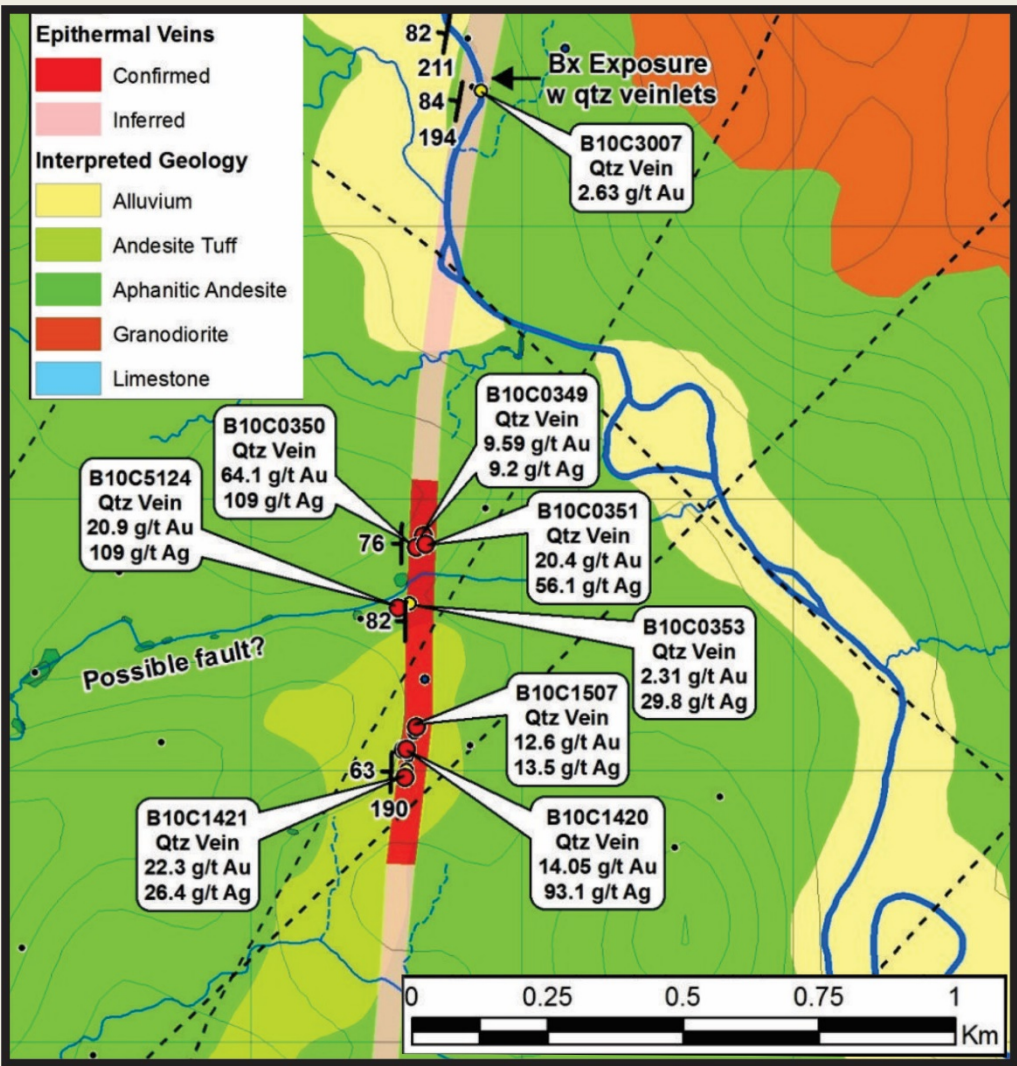 Epithermal Veins
Confirmed
Inferred
Interpreted Geology
Alluvium
Andesite Tuff
Aphanitic Andesite
Granodiorite
Limestone
82
211
84
194
Bx Exposure
w qtz veinlets
B10C3007
Qtz Vein
2.63 g/t Au
B10C0349
Qtz Vein
9.59 g/t Au
9.2 g/t Ag
B10C0350
Qtz Vein
64.1 g/t Au
109 g/t Ag
B10C5124
Qtz Vein
20.9 g/t Au
109 g/t Ag
B10C0351
Qtz Vein
20.4 g/t Au
56.1 g/t Ag
76
82
B10C0353
Qtz Vein
2.31 g/t Au
29.8 g/t Ag
Possible fault?
B10C1507
Qtz Vein
12.6 g/t Au
13.5 g/t Ag
63
190
B10C1421
Qtz Vein
22.3 g/t Au
26.4 g/t Ag
B10C1420
Qtz Vein
14.05 g/t Au
93.1 g/t Ag
0 0.25 0.5 0.75 1
Km